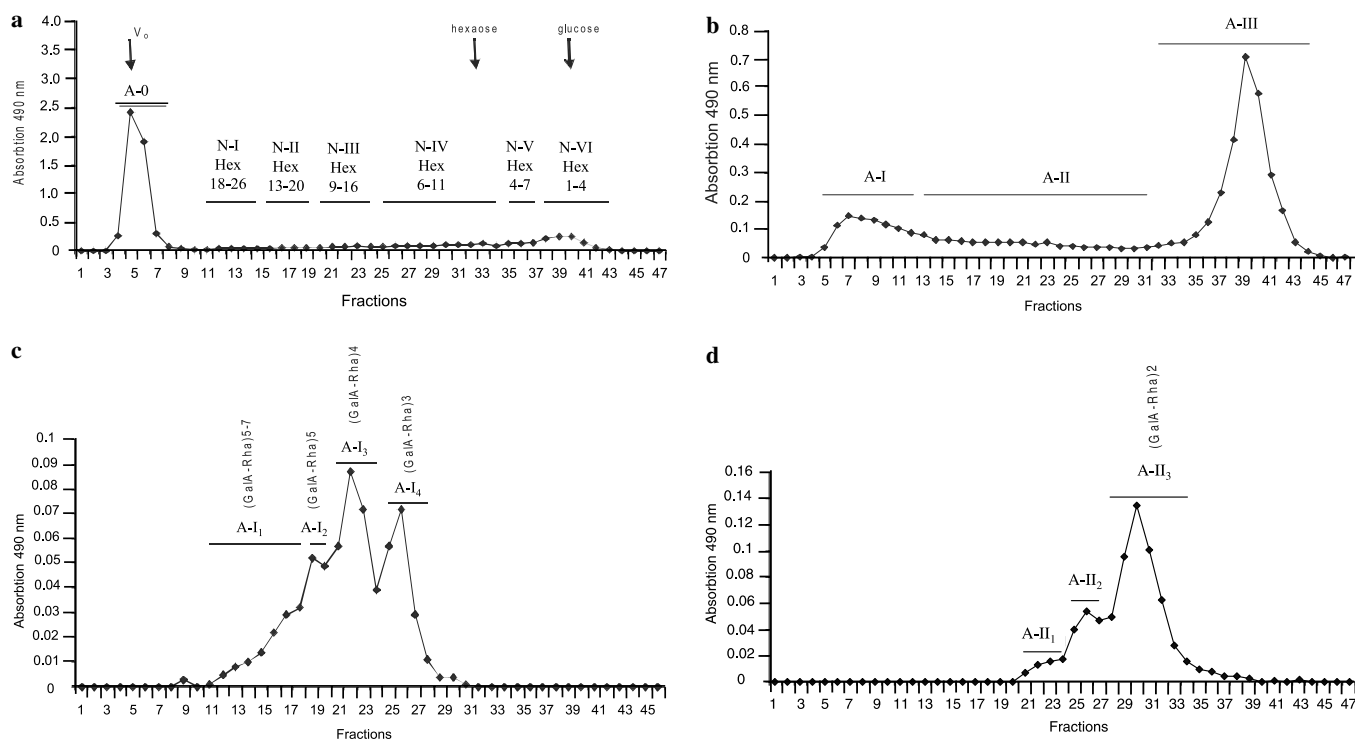 a
Absorbtion 490 nm
4.0
3.5
3.0
2.5
2.0
1.5
1.0
0.5
0
Vo
hexaose
glucose
A-0
N-I
Hex
18-26
N-II
Hex
13-20
N-III
Hex
9-16
N-IV
Hex
6-11
N-V
Hex
4-7
N-VI
Hex
1-4
1 3 5 7 9 11 13 15 17 19 21 23 25 27 29 31 33 35 37 39 41 43 45 47
Fractions
b
Absorbtion 490 nm
0.8
0.7
0.6
0.5
0.4
0.3
0.2
0.1
0
A-I
A-II
A-III
1 3 5 7 9 11 13 15 17 19 21 23 25 27 29 31 33 35 37 39 41 43 45 47
Fractions
c
Absorbtion 490 nm
0.1
0.09
0.08
0.07
0.06
0.05
0.04
0.03
0.02
0.01
0
(GalA-Rha)5-7
A-I1
(GalA-Rha)5
A-I2
(GalA-Rha)4
A-I3
(GalA-Rha)3
A-I4
1 3 5 7 9 11 13 15 17 19 21 23 25 27 29 31 33 35 37 39 41 43 45
Fractions
d
Absorbtion 490 nm
0.16
0.14
0.12
0.1
0.08
0.06
0.04
0.02
0
A-II1
A-II2
(GalA-Rha)2
A-II3
1 3 5 7 9 11 13 15 17 19 21 23 25 27 29 31 33 35 37 39 41 43 45
Fractions